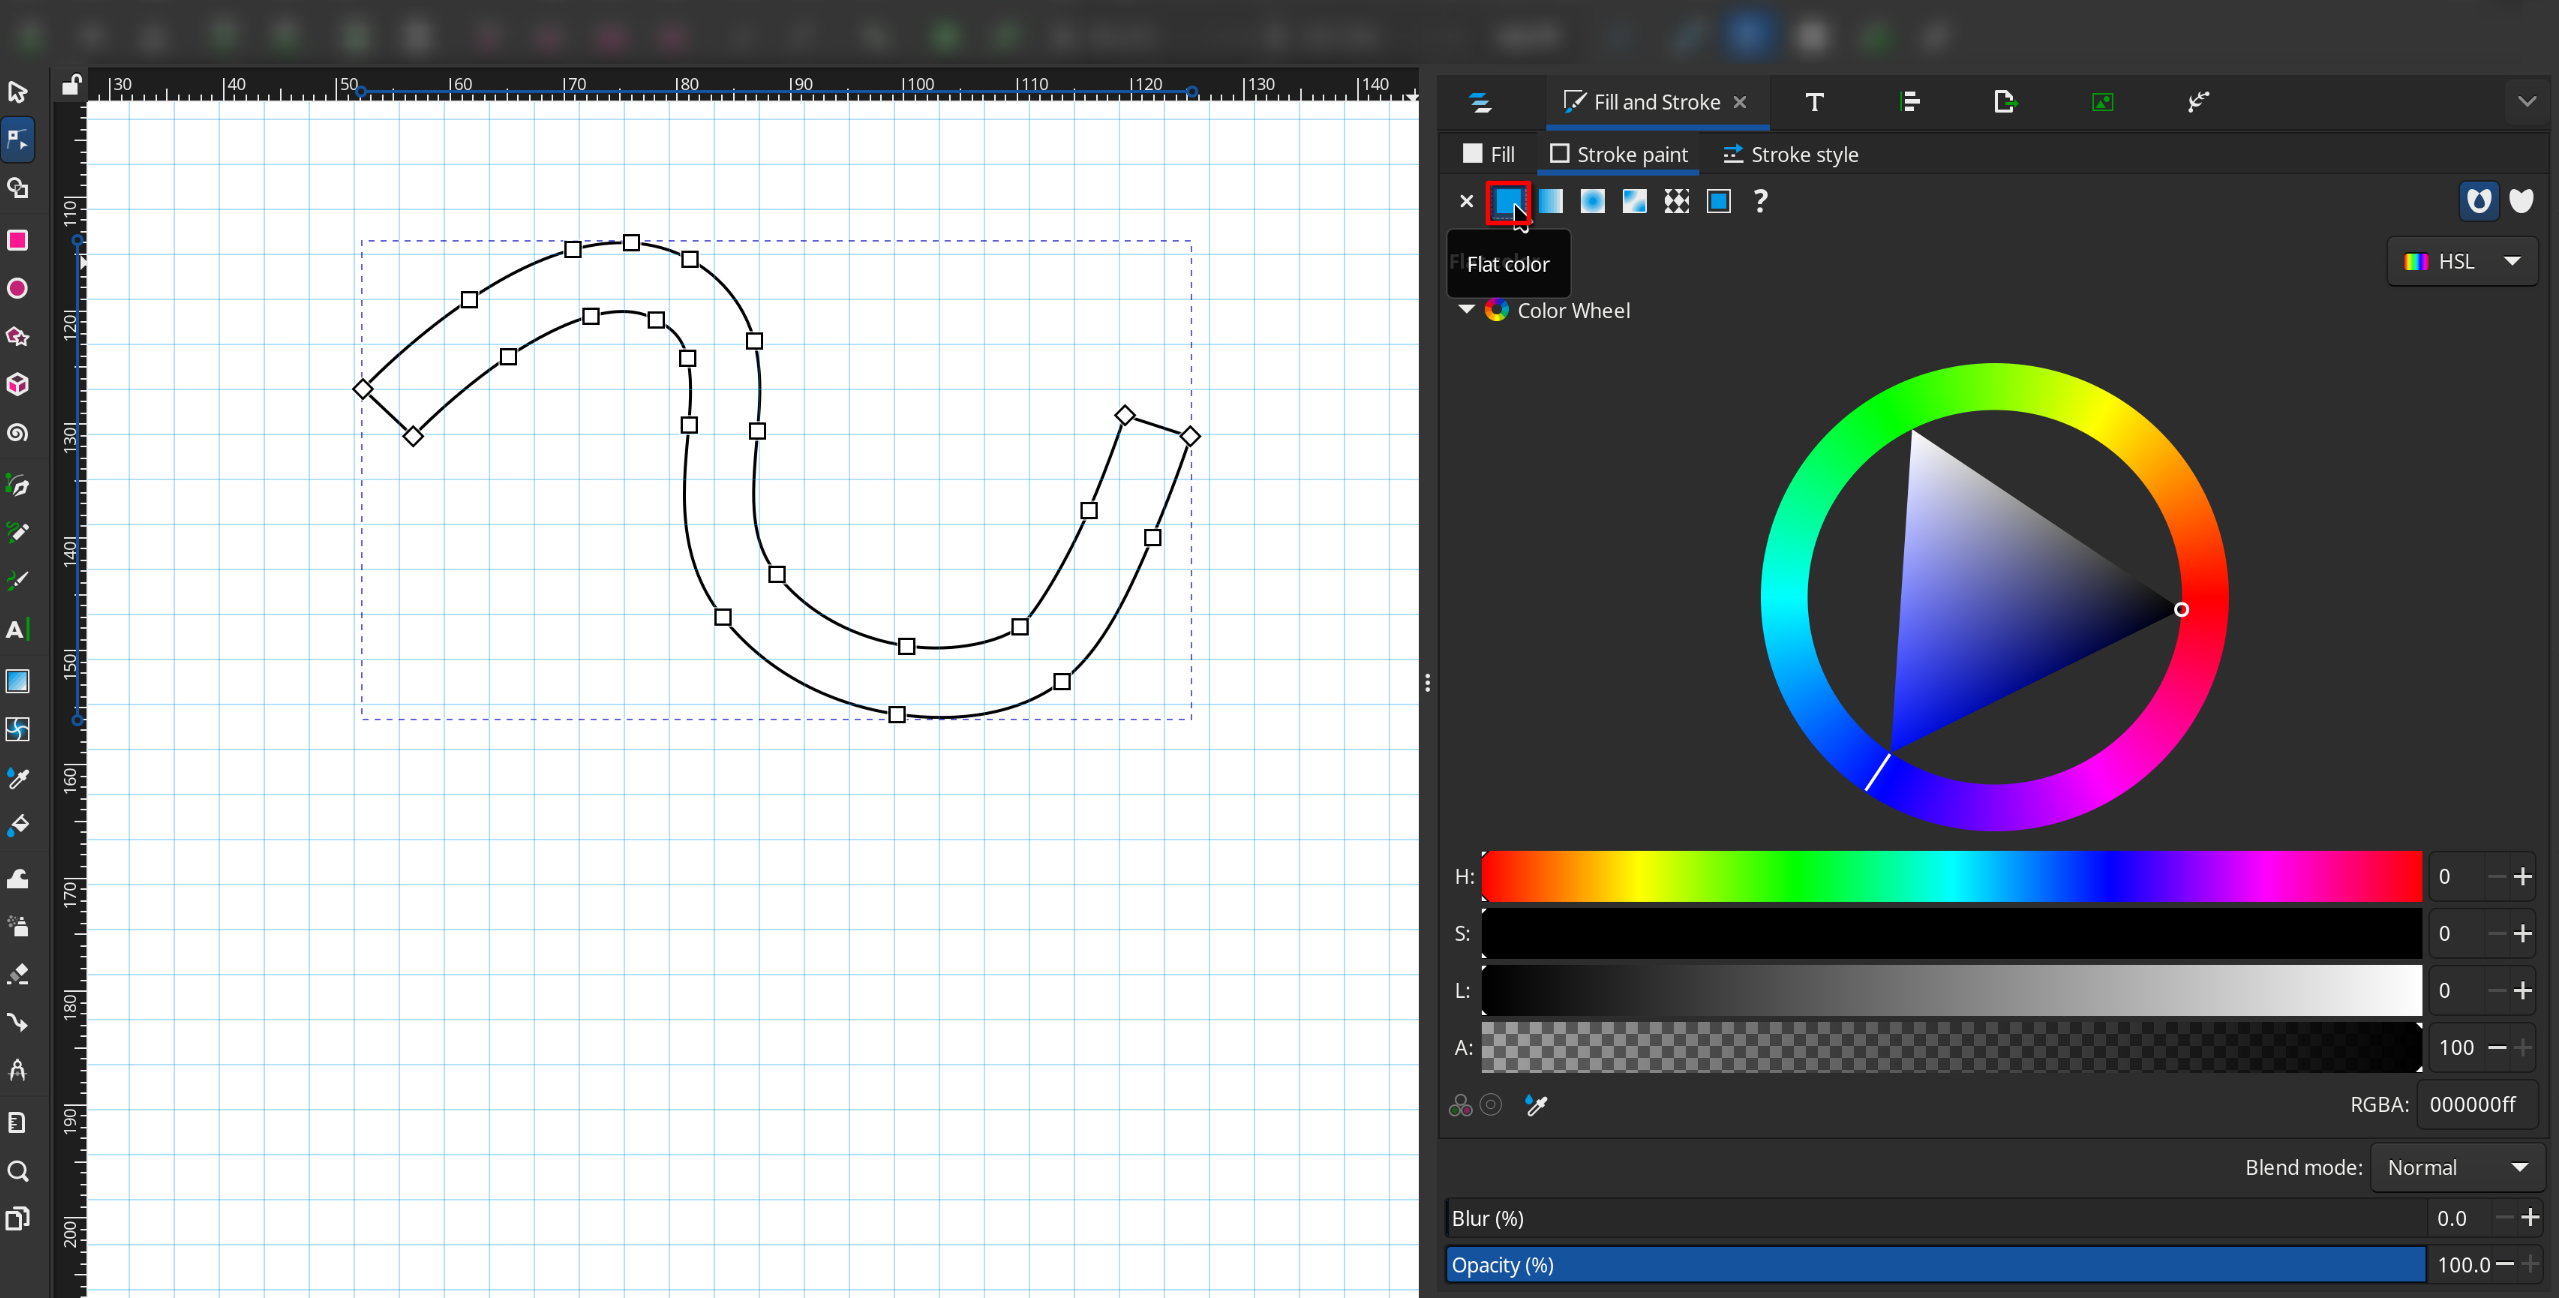 30 40 50 60 70 80 90 100 110 120 130 140
Fill and Stroke
Fill Stroke paint Stroke style
?
Flat color
HSL
Color Wheel
110
120
130
140
150
160
170
180
190
200
A
H: 0
S: 0
L: 0
A: 100
RGBA: 000000ff
Blend mode: Normal
Blur (%) 0.0
Opacity (%) 100.0